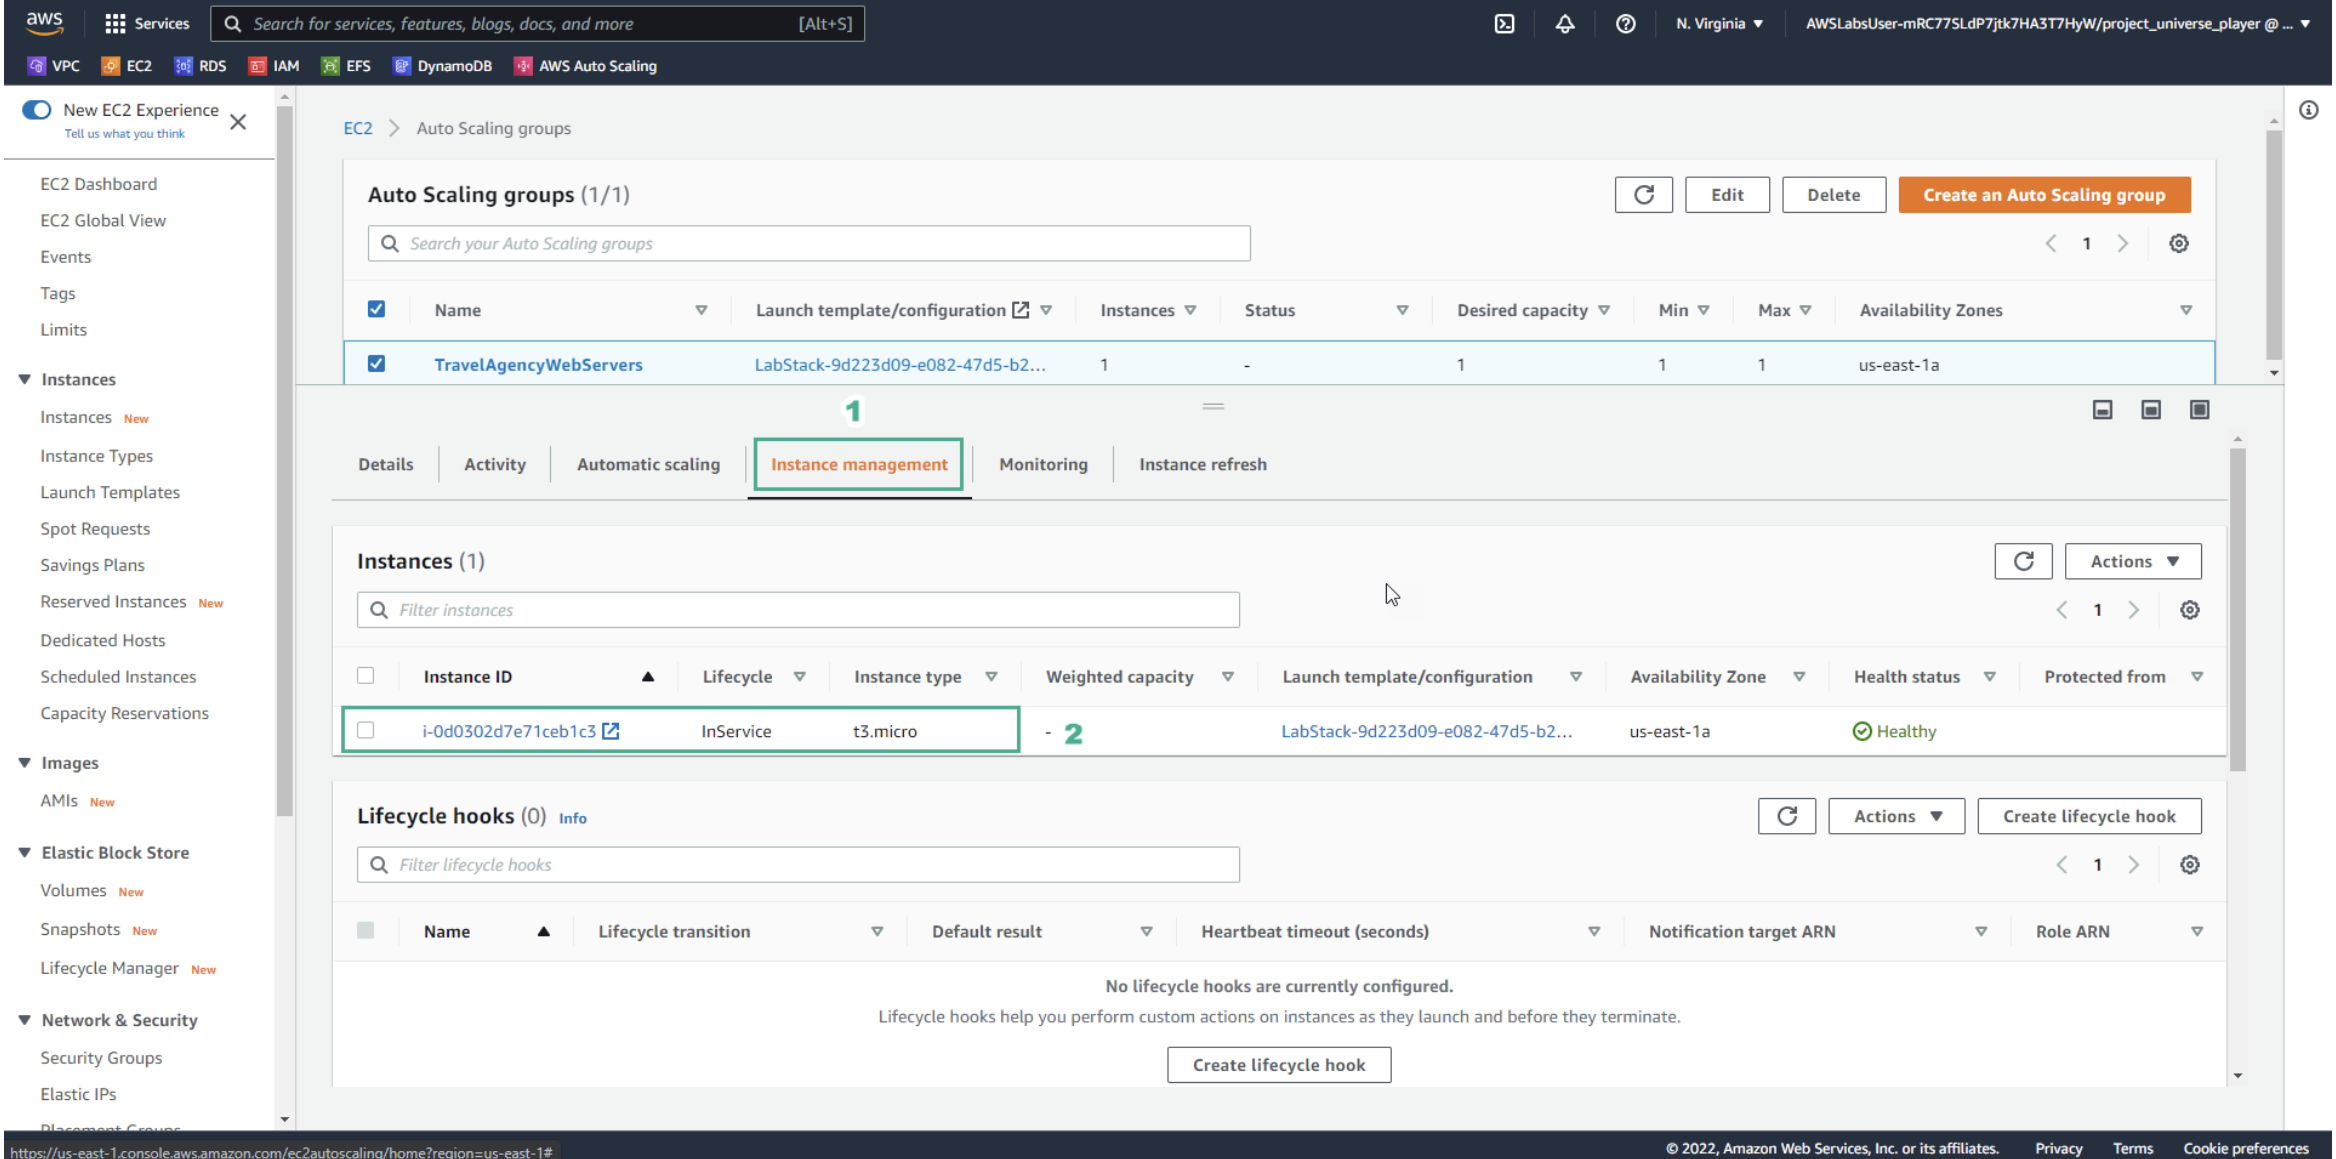 aws Services Search for services, features, blogs, docs, and more [Alt+S] N. Virginia ▼ AWSLabsUser-mRC77SLdP7jtk7HA3T7HyW/project_universe_player @ ... ▼
VPC EC2 RDS IAM EFS DynamoDB AWS Auto Scaling
New EC2 Experience
Tell us what you think
EC2 Dashboard
EC2 Global View
Events
Tags
Limits
Instances
Instances New
Instance Types
Launch Templates
Spot Requests
Savings Plans
Reserved Instances New
Dedicated Hosts
Scheduled Instances
Capacity Reservations
Images
AMIs New
Elastic Block Store
Volumes New
Snapshots New
Lifecycle Manager New
Network & Security
Security Groups
Elastic IPs
Placement Groups
EC2 > Auto Scaling groups
Auto Scaling groups (1/1) Edit Delete Create an Auto Scaling group
Search your Auto Scaling groups 1
Name Launch template/configuration Instances Status Desired capacity Min Max Availability Zones
TravelAgencyWebServers LabStack-9d223d09-e082-47d5-b2... 1 - 1 1 1 us-east-1a
1
Details Activity Automatic scaling Instance management Monitoring Instance refresh
Instances (1) Actions
Filter instances 1
Instance ID Lifecycle Instance type Weighted capacity Launch template/configuration Availability Zone Health status Protected from
i-0d0302d7e71ceb1c3 InService t3.micro - 2 LabStack-9d223d09-e082-47d5-b2... us-east-1a Healthy
Lifecycle hooks (0) Info Actions Create lifecycle hook
Filter lifecycle hooks 1
Name Lifecycle transition Default result Heartbeat timeout (seconds) Notification target ARN Role ARN
No lifecycle hooks are currently configured.
Lifecycle hooks help you perform custom actions on instances as they launch and before they terminate.
Create lifecycle hook
https://us-east-1.console.aws.amazon.com/ec2autoscaling/home?region=us-east-1# © 2022, Amazon Web Services, Inc. or its affiliates. Privacy Terms Cookie preferences